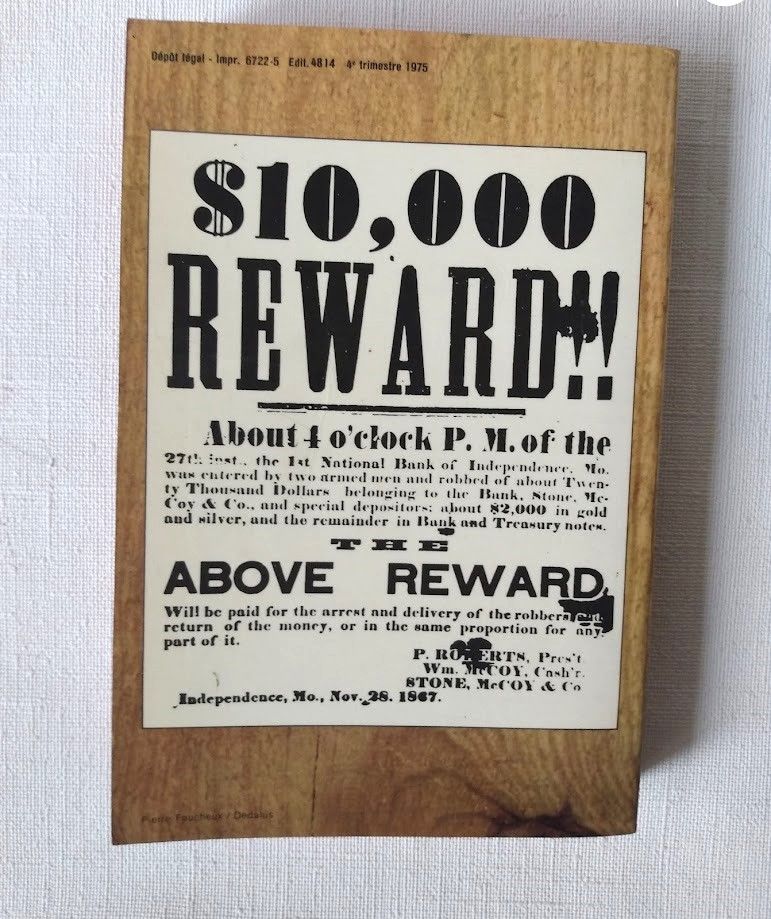 Dépôt légal - Impr. 6722-5 Edit. 4814 4e trimestre 1975
$10,000
REWARD!!
About 4 o'clock P. M. of the
27th inst., the 1st National Bank of Independence, Mo.
was entered by two armed men and robbed of about Twen-
ty Thousand Dollars belonging to the Bank, Stone, Mc-
Coy & Co., and special depositors; about $2,000 in gold
and silver, and the remainder in Bank and Treasury notes.
THE
ABOVE REWARD
Will be paid for the arrest and delivery of the robbers and
return of the money, or in the same proportion for any
part of it.
P. ROBERTS, Pres't
Wm. McCOY, Cash'r.
STONE, McCOY & Co
Independence, Mo., Nov. 28. 1867.
Pierre Faucheux / Dedalus